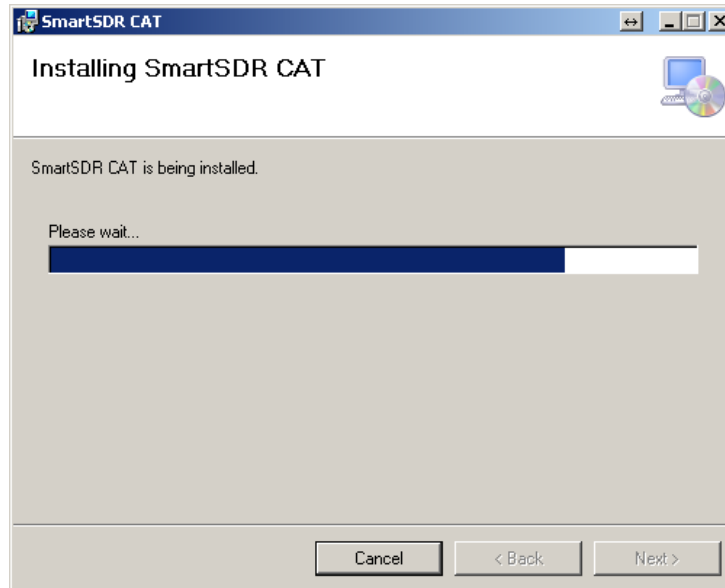 SmartSDR CAT
Installing SmartSDR CAT
SmartSDR CAT is being installed.
Please wait...
Cancel
< Back
Next >